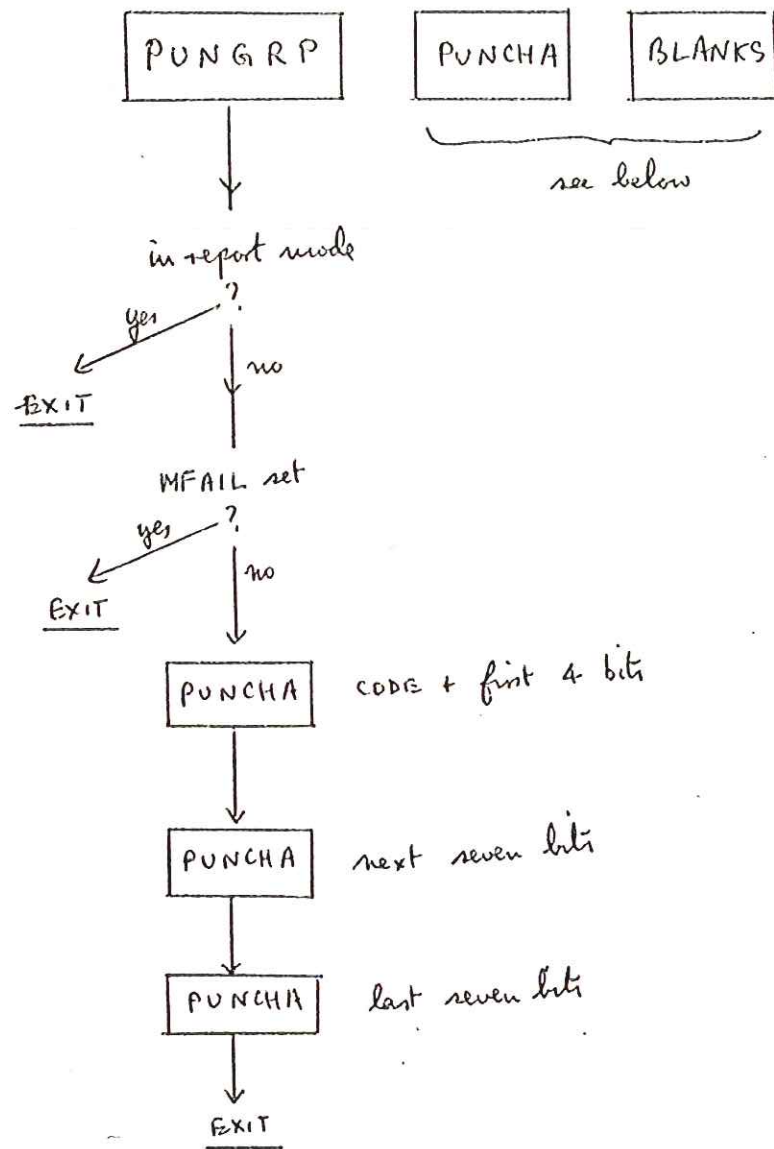 PUNGRP PUNCHA BLANKS
see below
in report mode
?
yes
no
EXIT
MFAIL set
?
yes
no
EXIT
PUNCHA CODE + first 4 bits
PUNCHA next seven bits
PUNCHA last seven bits
EXIT